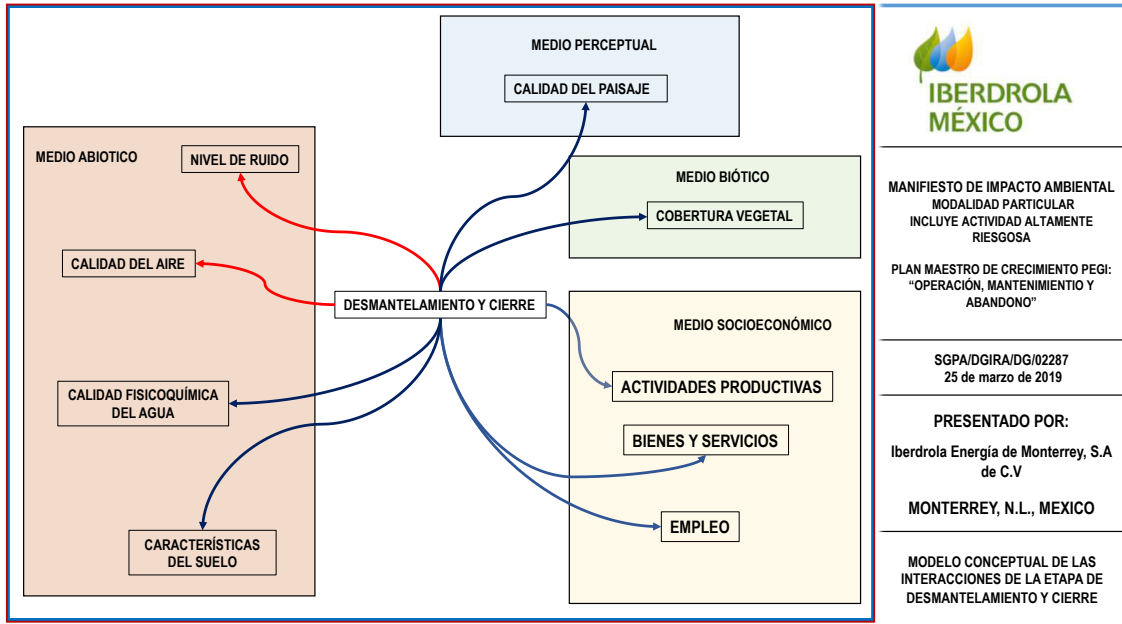 MEDIO PERCEPTUAL
CALIDAD DEL PAISAJE
MEDIO ABIOTICO
NIVEL DE RUIDO
MEDIO BIÓTICO
COBERTURA VEGETAL
CALIDAD DEL AIRE
DESMANTELAMIENTO Y CIERRE
MEDIO SOCIOECONÓMICO
ACTIVIDADES PRODUCTIVAS
CALIDAD FISICOQUÍMICA
DEL AGUA
BIENES Y SERVICIOS
EMPLEO
CARACTERÍSTICAS
DEL SUELO
IBERDROLA
MÉXICO
MANIFIESTO DE IMPACTO AMBIENTAL
MODALIDAD PARTICULAR
INCLUYE ACTIVIDAD ALTAMENTE
RIESGOSA
PLAN MAESTRO DE CRECIMIENTO PEGI:
“OPERACIÓN, MANTENIMIENTIO Y
ABANDONO”
SGPA/DGIRA/DG/02287
25 de marzo de 2019
PRESENTADO POR:
Iberdrola Energía de Monterrey, S.A
de C.V
MONTERREY, N.L., MEXICO
MODELO CONCEPTUAL DE LAS
INTERACCIONES DE LA ETAPA DE
DESMANTELAMIENTO Y CIERRE